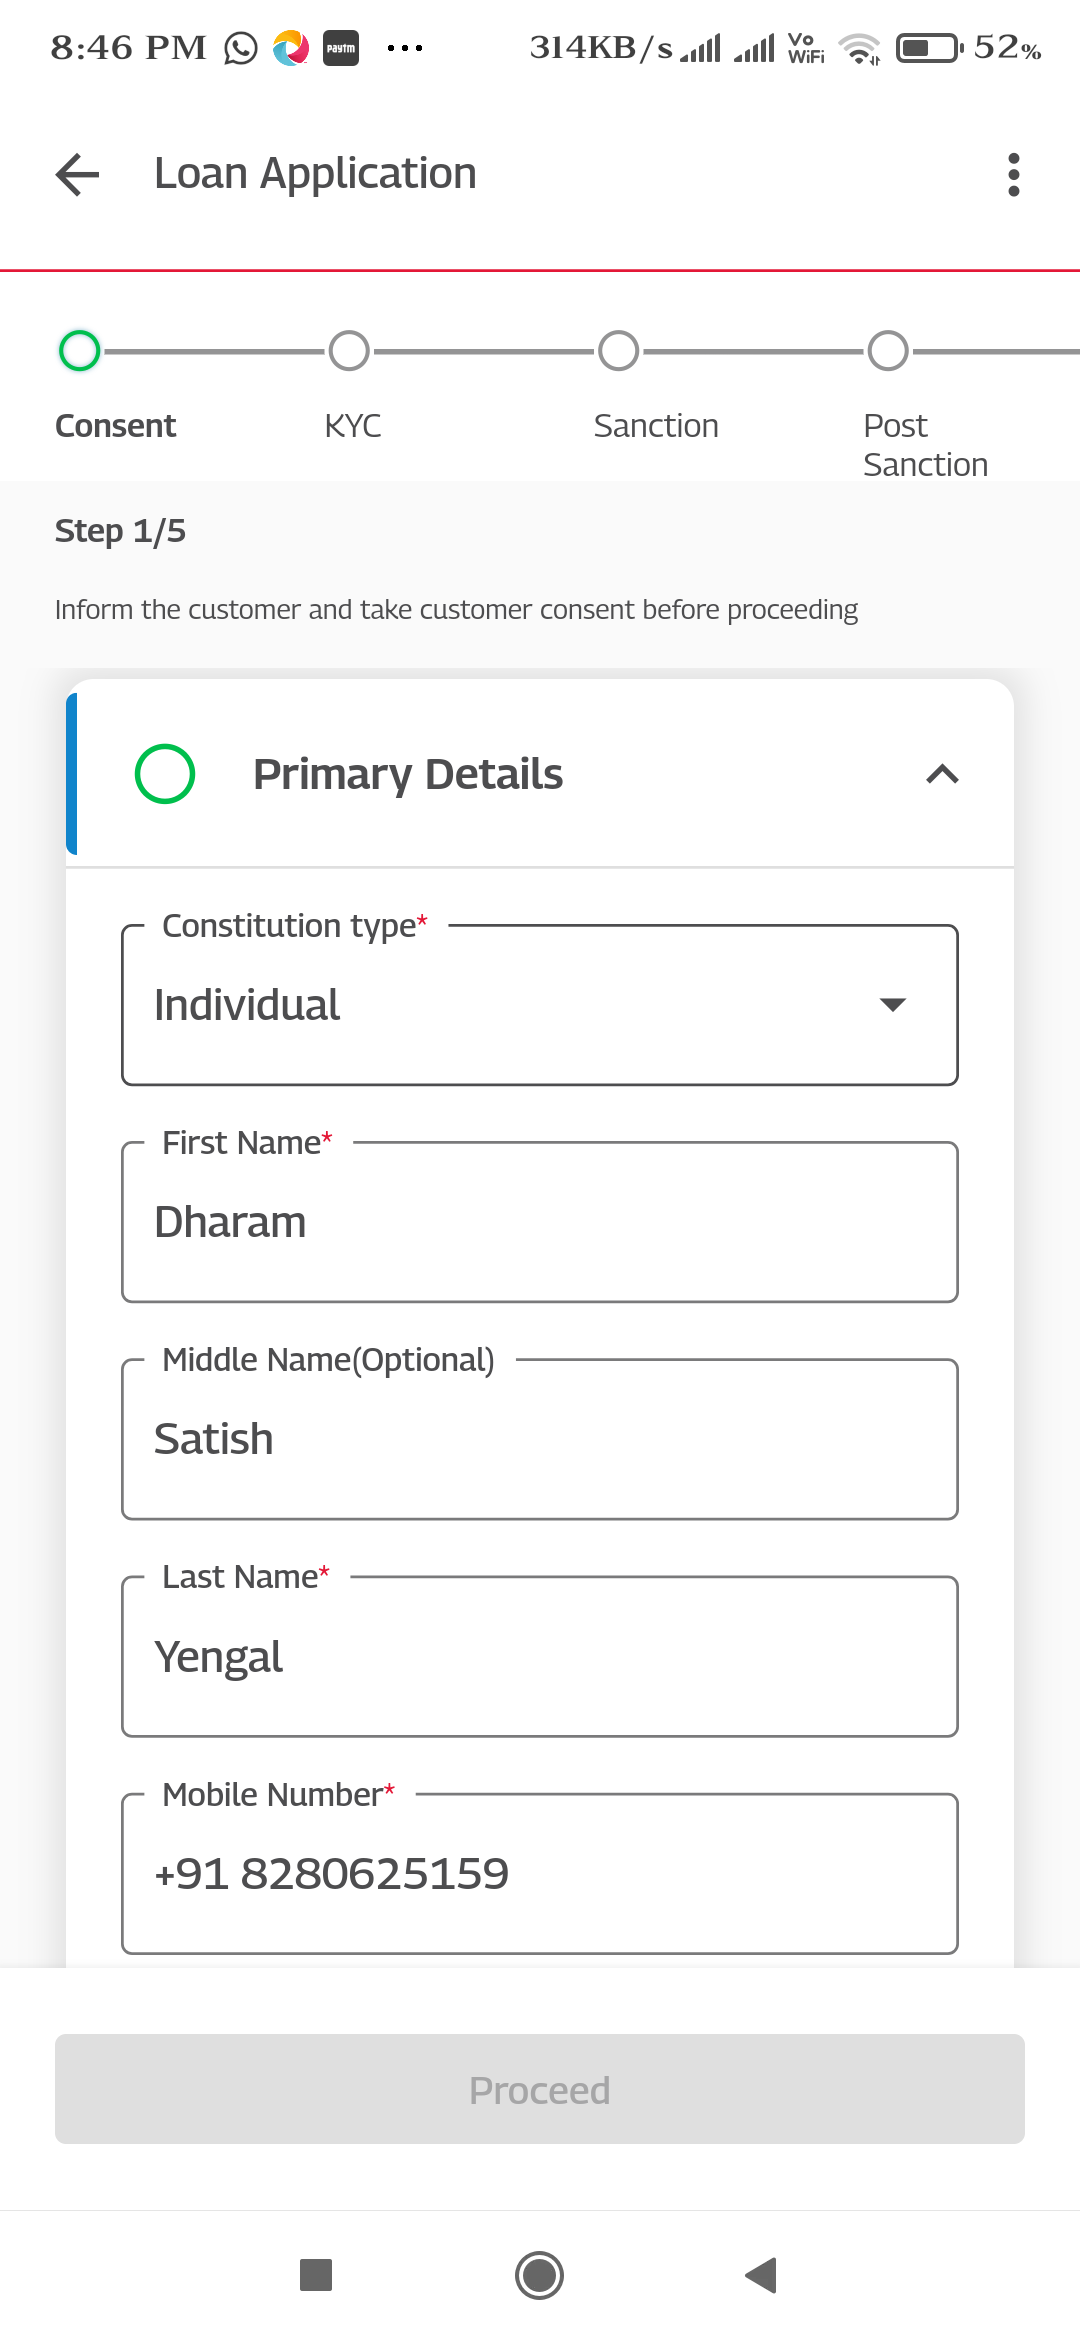 8:46 PM paytm ... 314KB/s Vo WiFi 52%
Loan Application
Consent KYC Sanction Post Sanction
Step 1/5
Inform the customer and take customer consent before proceeding
Primary Details
Constitution type*
Individual
First Name*
Dharam
Middle Name(Optional)
Satish
Last Name*
Yengal
Mobile Number*
+91 8280625159
Proceed